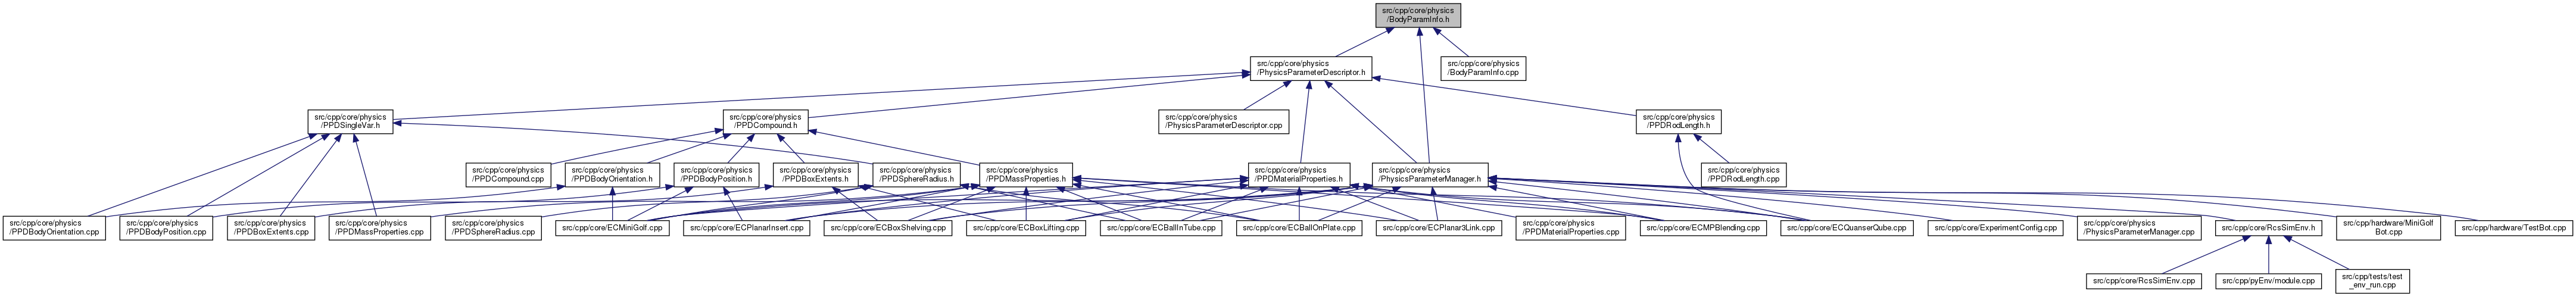 src/cpp/core/physics
/BodyParamInfo.h
src/cpp/core/physics
/PhysicsParameterDescriptor.h
src/cpp/core/physics
/BodyParamInfo.cpp
src/cpp/core/physics
/PPDSingleVar.h
src/cpp/core/physics
/PPDCompound.h
src/cpp/core/physics
/PhysicsParameterDescriptor.cpp
src/cpp/core/physics
/PPDRodLength.h
src/cpp/core/physics
/PPDCompound.cpp
src/cpp/core/physics
/PPDBodyOrientation.h
src/cpp/core/physics
/PPDBodyPosition.h
src/cpp/core/physics
/PPDBoxExtents.h
src/cpp/core/physics
/PPDSphereRadius.h
src/cpp/core/physics
/PPDMassProperties.h
src/cpp/core/physics
/PPDMaterialProperties.h
src/cpp/core/physics
/PhysicsParameterManager.h
src/cpp/core/physics
/PPDRodLength.cpp
src/cpp/core/physics
/PPDBodyOrientation.cpp
src/cpp/core/physics
/PPDBodyPosition.cpp
src/cpp/core/physics
/PPDBoxExtents.cpp
src/cpp/core/physics
/PPDMassProperties.cpp
src/cpp/core/physics
/PPDSphereRadius.cpp
src/cpp/core/ECMiniGolf.cpp
src/cpp/core/ECPlanarInsert.cpp
src/cpp/core/ECBoxShelving.cpp
src/cpp/core/ECBoxLifting.cpp
src/cpp/core/ECBallInTube.cpp
src/cpp/core/ECBallOnPlate.cpp
src/cpp/core/ECPlanar3Link.cpp
src/cpp/core/physics
/PPDMaterialProperties.cpp
src/cpp/core/ECMPBlending.cpp
src/cpp/core/ECQuanserQube.cpp
src/cpp/core/ExperimentConfig.cpp
src/cpp/core/physics
/PhysicsParameterManager.cpp
src/cpp/core/RcsSimEnv.h
src/cpp/hardware/MiniGolf
Bot.cpp
src/cpp/hardware/TestBot.cpp
src/cpp/core/RcsSimEnv.cpp
src/cpp/pyEnv/module.cpp
src/cpp/tests/test
_env_run.cpp